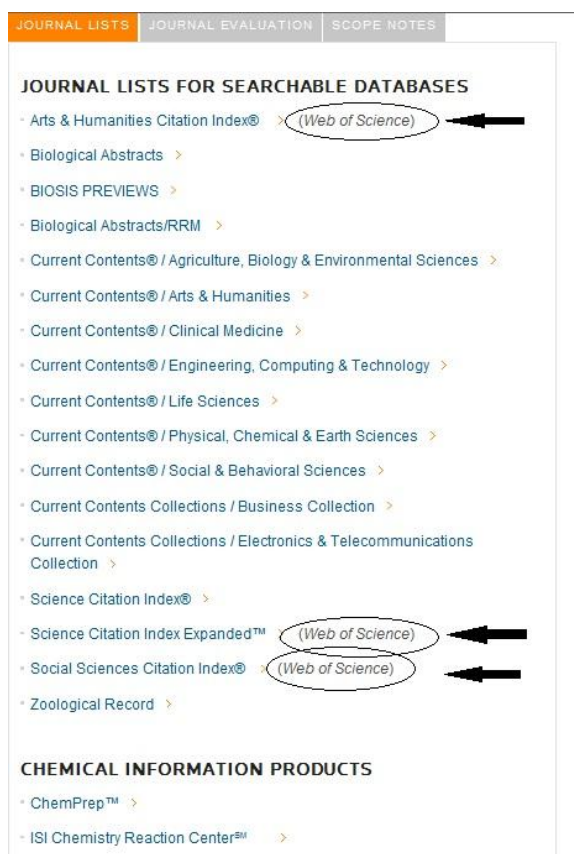 JOURNAL LISTS JOURNAL EVALUATION SCOPE NOTES
JOURNAL LISTS FOR SEARCHABLE DATABASES
Arts & Humanities Citation Index® > (Web of Science)
Biological Abstracts >
BIOSIS PREVIEWS >
Biological Abstracts/RRM >
Current Contents® / Agriculture, Biology & Environmental Sciences >
Current Contents® / Arts & Humanities >
Current Contents® / Clinical Medicine >
Current Contents® / Engineering, Computing & Technology >
Current Contents® / Life Sciences >
Current Contents® / Physical, Chemical & Earth Sciences >
Current Contents® / Social & Behavioral Sciences >
Current Contents Collections / Business Collection >
Current Contents Collections / Electronics & Telecommunications
Collection >
Science Citation Index® >
Science Citation Index Expanded™ > (Web of Science)
Social Sciences Citation Index® > (Web of Science)
Zoological Record >
CHEMICAL INFORMATION PRODUCTS
ChemPrep™ >
ISI Chemistry Reaction Center℠ >